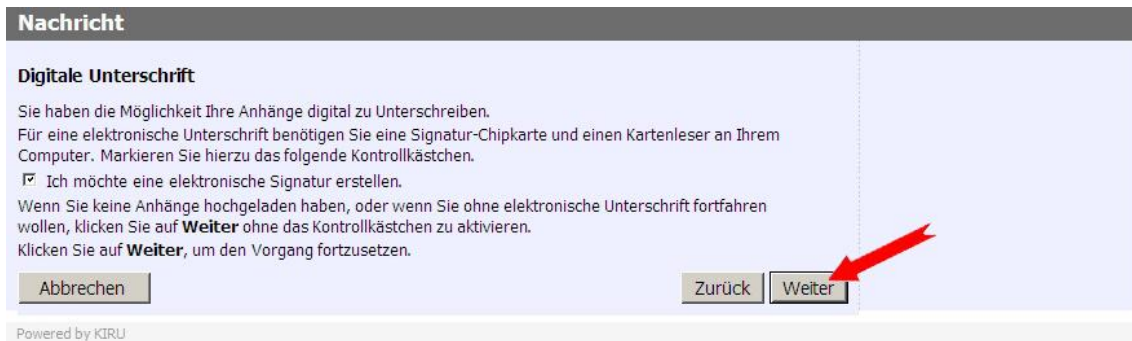 Nachricht
Digitale Unterschrift
Sie haben die Möglichkeit Ihre Anhänge digital zu Unterschreiben.
Für eine elektronische Unterschrift benötigen Sie eine Signatur-Chipkarte und einen Kartenleser an Ihrem
Computer. Markieren Sie hierzu das folgende Kontrollkästchen.
Ich möchte eine elektronische Signatur erstellen.
Wenn Sie keine Anhänge hochgeladen haben, oder wenn Sie ohne elektronische Unterschrift fortfahren
wollen, klicken Sie auf Weiter ohne das Kontrollkästchen zu aktivieren.
Klicken Sie auf Weiter, um den Vorgang fortzusetzen.
Abbrechen Zurück Weiter
Powered by KIRU